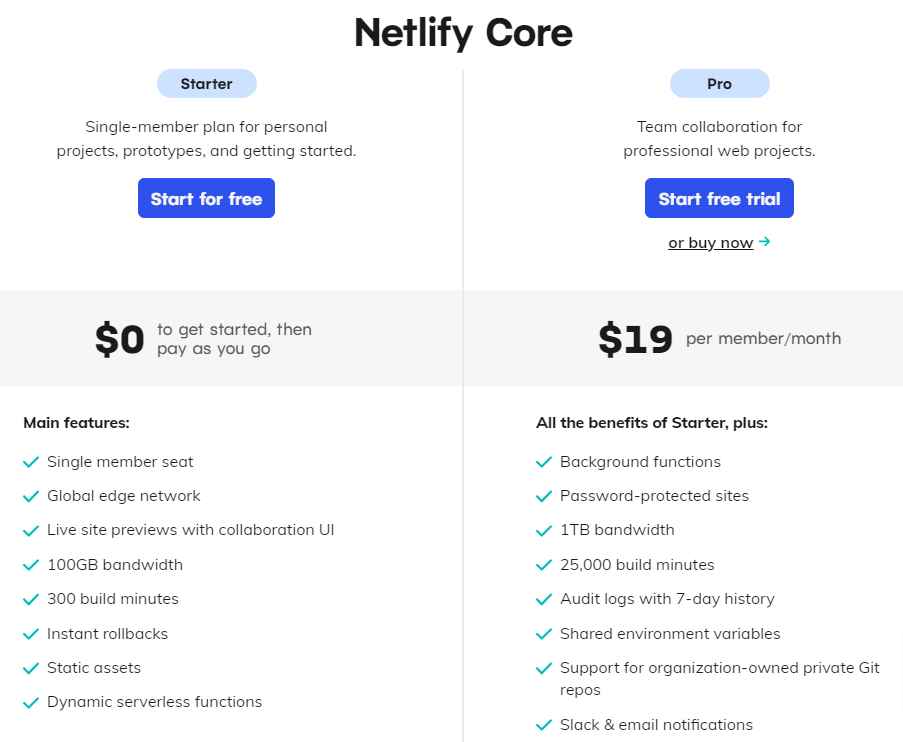 Netlify Core
Starter
Single-member plan for personal
projects, prototypes, and getting started.
Start for free
$0
to get started, then
pay as you go
Main features:
Single member seat
Global edge network
Live site previews with collaboration UI
100GB bandwidth
300 build minutes
Instant rollbacks
Static assets
Dynamic serverless functions
Pro
Team collaboration for
professional web projects.
Start free trial
or buy now →
$19 per member/month
All the benefits of Starter, plus:
Background functions
Password-protected sites
1TB bandwidth
25,000 build minutes
Audit logs with 7-day history
Shared environment variables
Support for organization-owned private Git
repos
Slack & email notifications